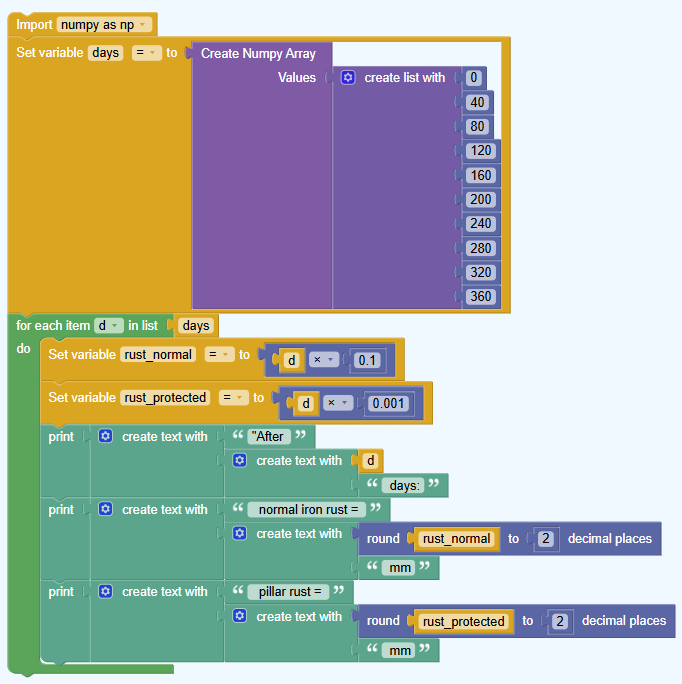 Import numpy as np
Set variable days = to Create Numpy Array
Values create list with 0
40
80
120
160
200
240
280
320
360
for each item d in list days
do Set variable rust_normal = to d × 0.1
Set variable rust_protected = to d × 0.001
print create text with “ "After ”
create text with d
“ days: ”
print create text with “ normal iron rust = ”
create text with round rust_normal to 2 decimal places
“ mm ”
print create text with “ pillar rust = ”
create text with round rust_protected to 2 decimal places
“ mm ”